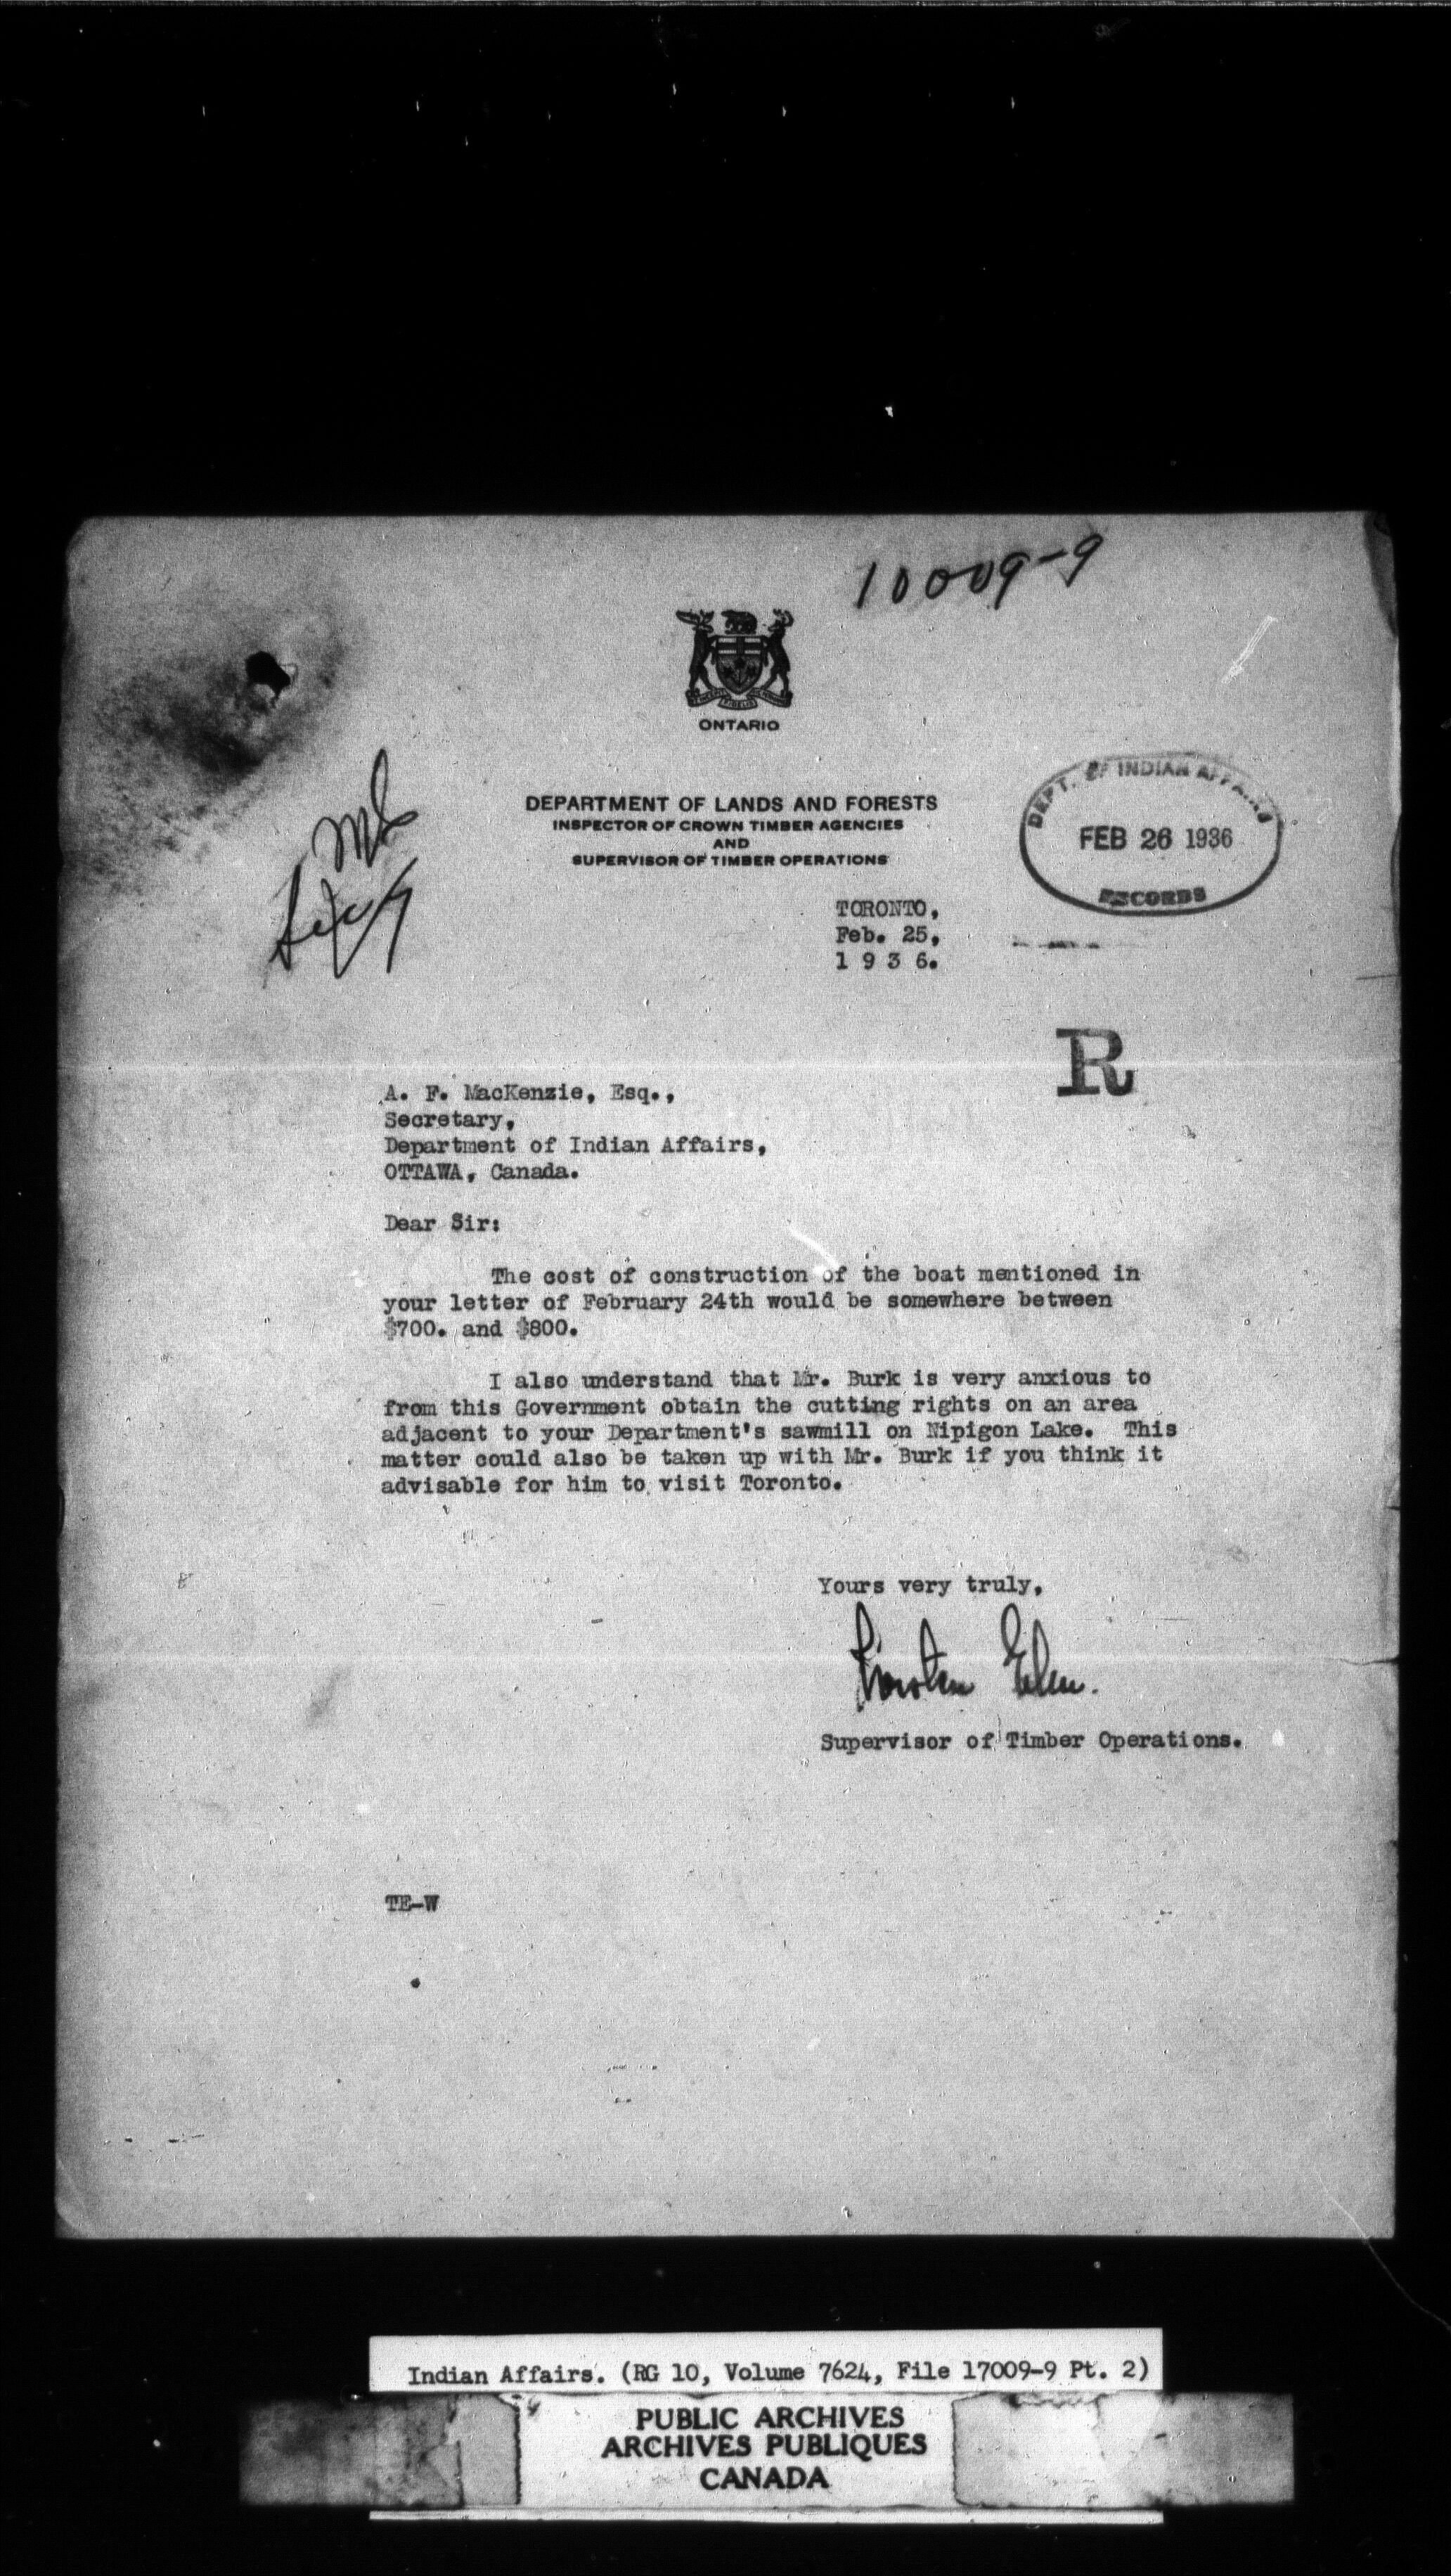 10009-9
ONTARIO
DEPARTMENT OF LANDS AND FORESTS
INSPECTOR OF CROWN TIMBER AGENCIES
AND
SUPERVISOR OF TIMBER OPERATIONS
DEPT. OF INDIAN AFFAIRS
FEB 26 1936
RECORDS
TORONTO,
Feb. 25,
1 9 3 6.
R
A. F. MacKenzie, Esq.,
Secretary,
Department of Indian Affairs,
OTTAWA, Canada.
Dear Sir:
The cost of construction of the boat mentioned in
your letter of February 24th would be somewhere between
$700. and $800.
I also understand that Mr. Burk is very anxious to
from this Government obtain the cutting rights on an area
adjacent to your Department's sawmill on Nipigon Lake. This
matter could also be taken up with Mr. Burk if you think it
advisable for him to visit Toronto.
Yours very truly,
Supervisor of Timber Operations.
TE-W
Indian Affairs. (RG 10, Volume 7624, File 17009-9 Pt. 2)
PUBLIC ARCHIVES
ARCHIVES PUBLIQUES
CANADA